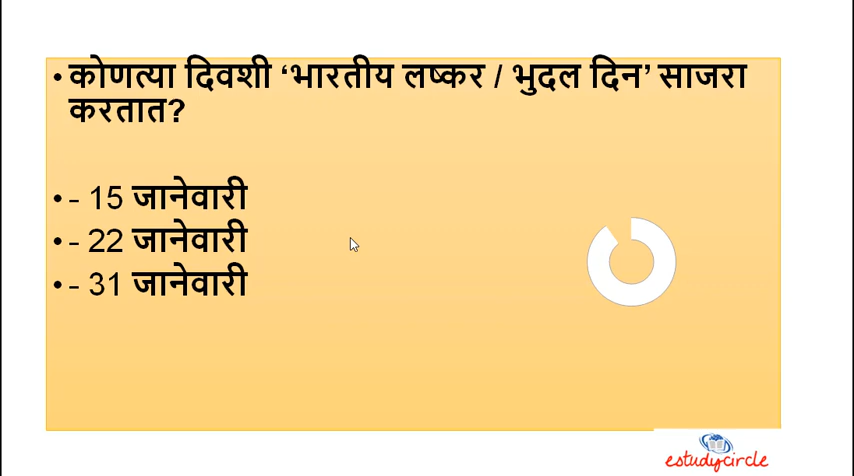 • कोणत्या दिवशी ‘भारतीय लष्कर / भुदल दिन’ साजरा
करतात?
• - 15 जानेवारी
• - 22 जानेवारी
• - 31 जानेवारी
estudycircle